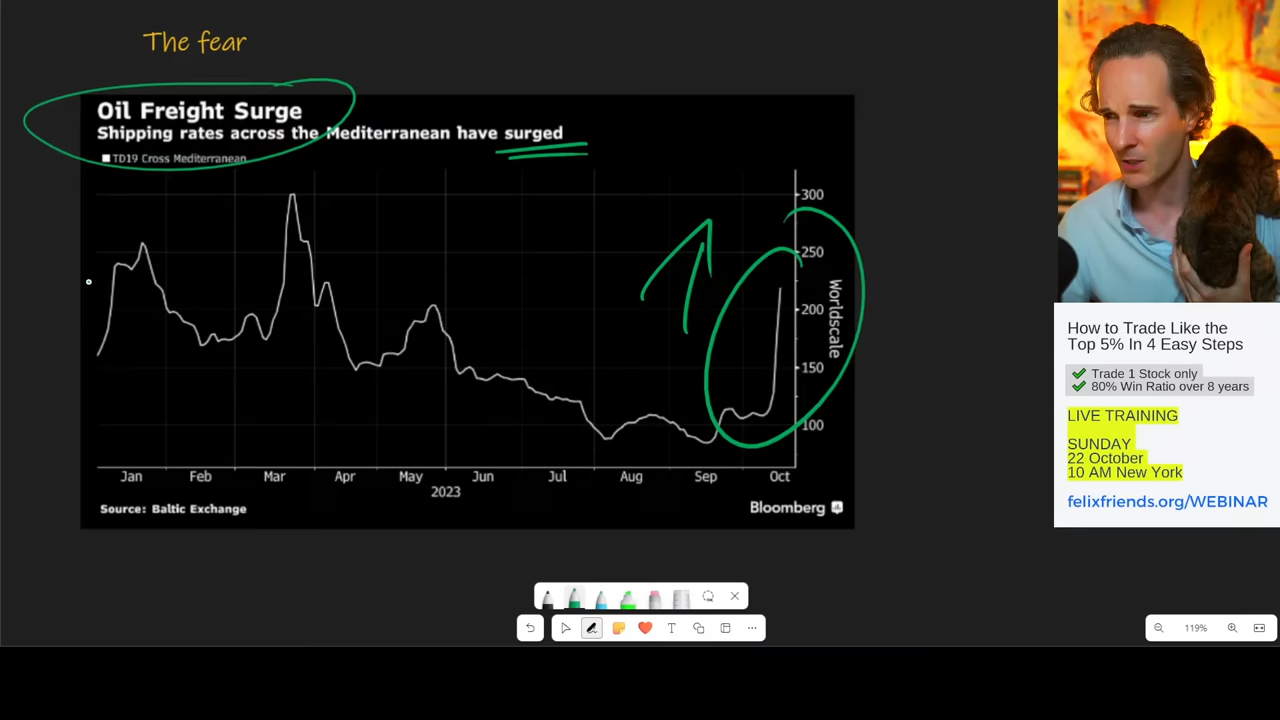 The fear
Oil Freight Surge
Shipping rates across the Mediterranean have surged
TD19 Cross Mediterranean
300
250
200
150
100
Worldscale
Jan Feb Mar Apr May Jun Jul Aug Sep Oct
2023
Source: Baltic Exchange
Bloomberg
How to Trade Like the
Top 5% In 4 Easy Steps
Trade 1 Stock only
80% Win Ratio over 8 years
LIVE TRAINING
SUNDAY
22 October
10 AM New York
felixfriends.org/WEBINAR
T
119%